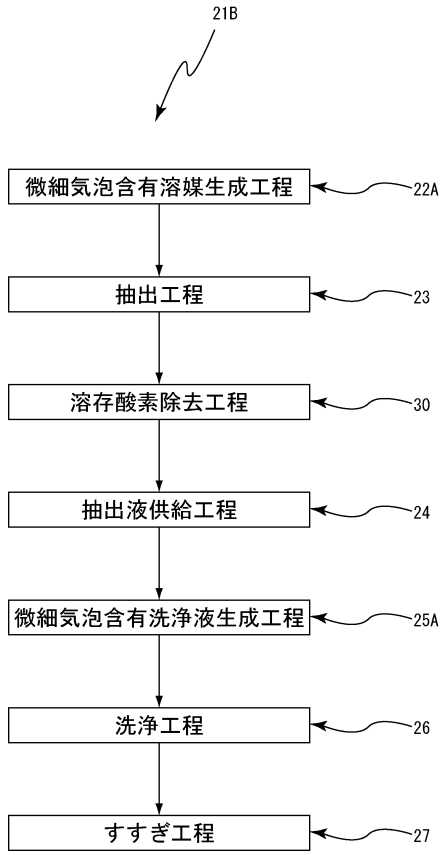 21B
微細気泡含有溶媒生成工程
22A
抽出工程
23
溶存酸素除去工程
30
抽出液供給工程
24
微細気泡含有洗浄液生成工程
25A
洗浄工程
26
すすぎ工程
27